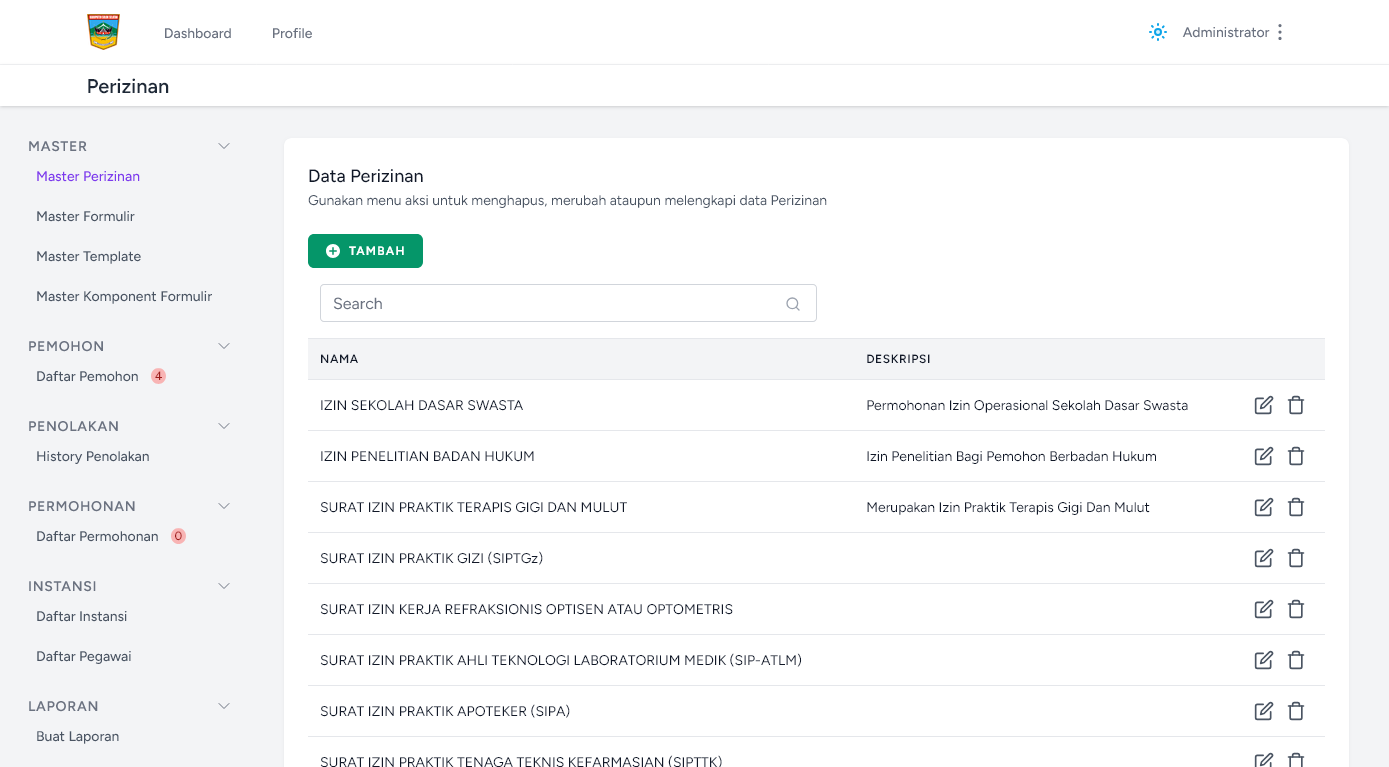 Dashboard
Profile
Administrator
Perizinan
MASTER
Master Perizinan
Master Formulir
Master Template
Master Komponent Formulir
PEMOHON
Daftar Pemohon 4
PENOLAKAN
History Penolakan
PERMOHONAN
Daftar Permohonan 0
INSTANSI
Daftar Instansi
Daftar Pegawai
LAPORAN
Buat Laporan
Data Perizinan
Gunakan menu aksi untuk menghapus, merubah ataupun melengkapi data Perizinan
TAMBAH
Search
NAMA DESKRIPSI
IZIN SEKOLAH DASAR SWASTA Permohonan Izin Operasional Sekolah Dasar Swasta
IZIN PENELITIAN BADAN HUKUM Izin Penelitian Bagi Pemohon Berbadan Hukum
SURAT IZIN PRAKTIK TERAPIS GIGI DAN MULUT Merupakan Izin Praktik Terapis Gigi Dan Mulut
SURAT IZIN PRAKTIK GIZI (SIPTGz)
SURAT IZIN KERJA REFRAKSIONIS OPTISEN ATAU OPTOMETRIS
SURAT IZIN PRAKTIK AHLI TEKNOLOGI LABORATORIUM MEDIK (SIP-ATLM)
SURAT IZIN PRAKTIK APOTEKER (SIPA)
SURAT IZIN PRAKTIK TENAGA TEKNIS KEFARMASIAN (SIPTTK)